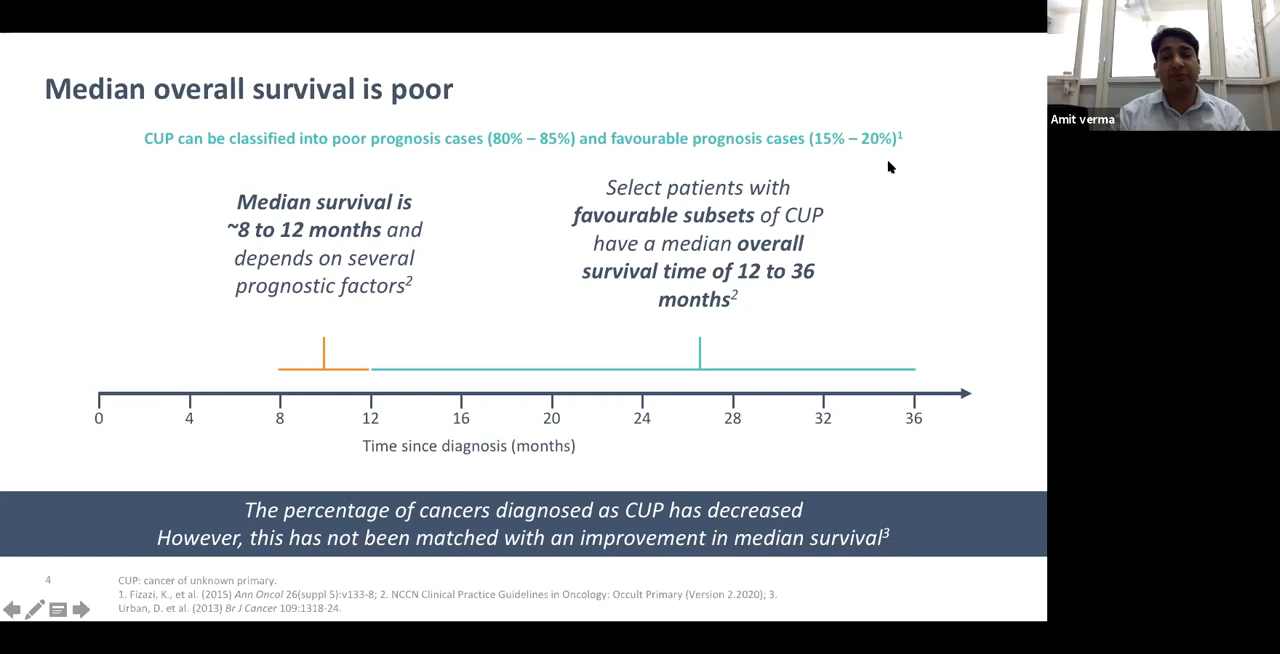 Median overall survival is poor
CUP can be classified into poor prognosis cases (80% – 85%) and favourable prognosis cases (15% – 20%)¹
Median survival is
~8 to 12 months and
depends on several
prognostic factors²
Select patients with
favourable subsets of CUP
have a median overall
survival time of 12 to 36
months²
0 4 8 12 16 20 24 28 32 36
Time since diagnosis (months)
The percentage of cancers diagnosed as CUP has decreased
However, this has not been matched with an improvement in median survival³
4
CUP: cancer of unknown primary.
1. Fizazi, K., et al. (2015) Ann Oncol 26(suppl 5):v133-8; 2. NCCN Clinical Practice Guidelines in Oncology: Occult Primary (Version 2.2020); 3.
Urban, D. et al. (2013) Br J Cancer 109:1318-24.
Amit verma